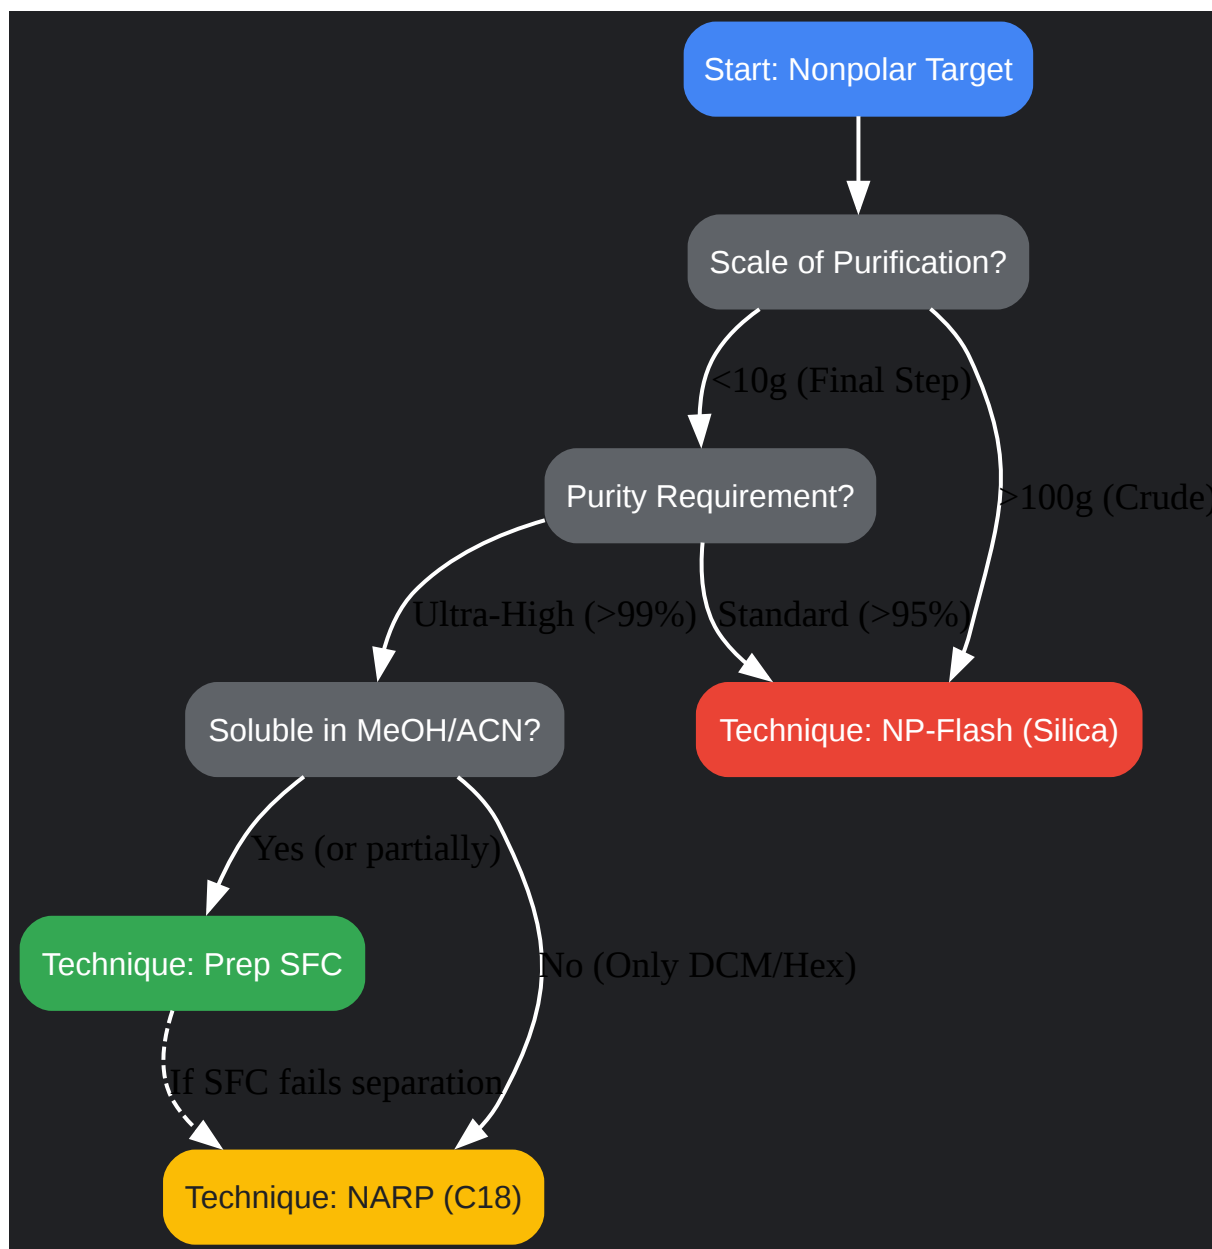 Start: Nonpolar Target
Scale of Purification?
<10g (Final Step)
>100g (Crude)
Purity Requirement?
Ultra-High (>99%)
Standard (>95%)
Soluble in MeOH/ACN?
Technique: NP-Flash (Silica)
Yes (or partially)
No (Only DCM/Hex)
Technique: Prep SFC
If SFC fails separation
Technique: NARP (C18)